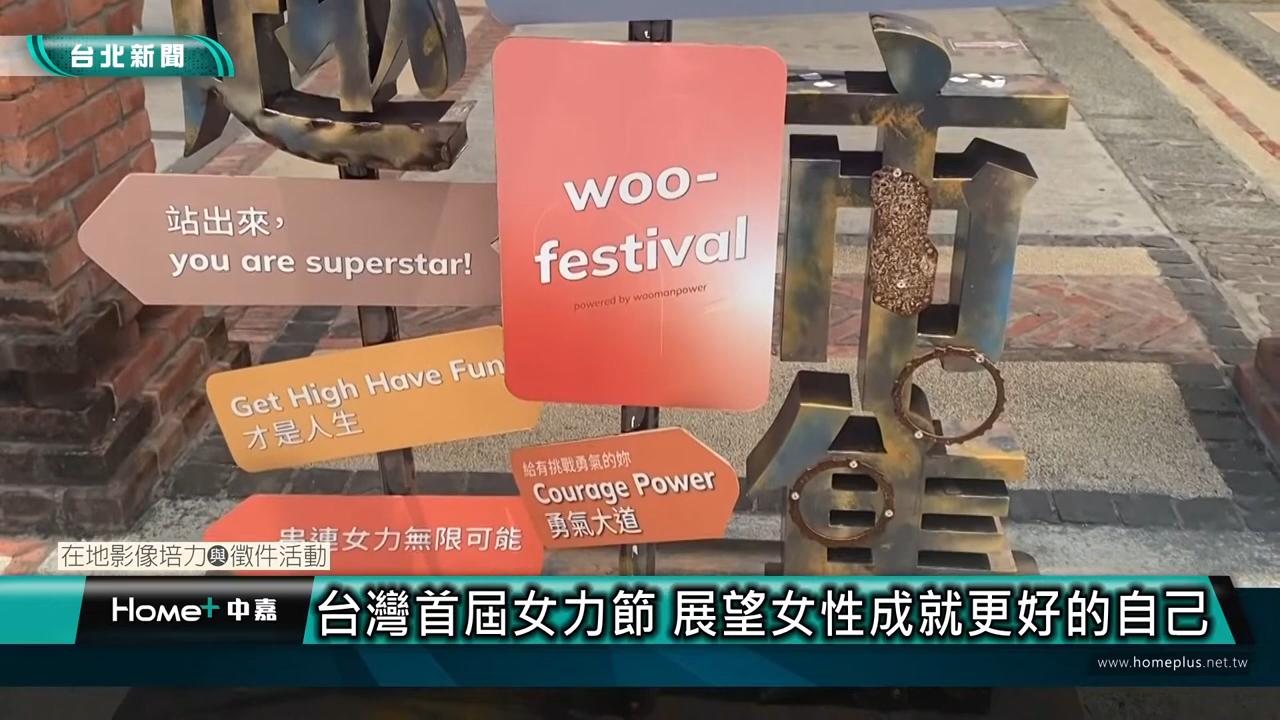 台北新聞
woo-
festival
powered by woomanpower
站出來,
you are superstar!
Get High Have Fun
才是人生
給有挑戰勇氣的妳
Courage Power
勇氣大道
串連女力無限可能
在地影像培力與徵件活動
Home+中嘉
台灣首屆女力節 展望女性成就更好的自己
www.homeplus.net.tw